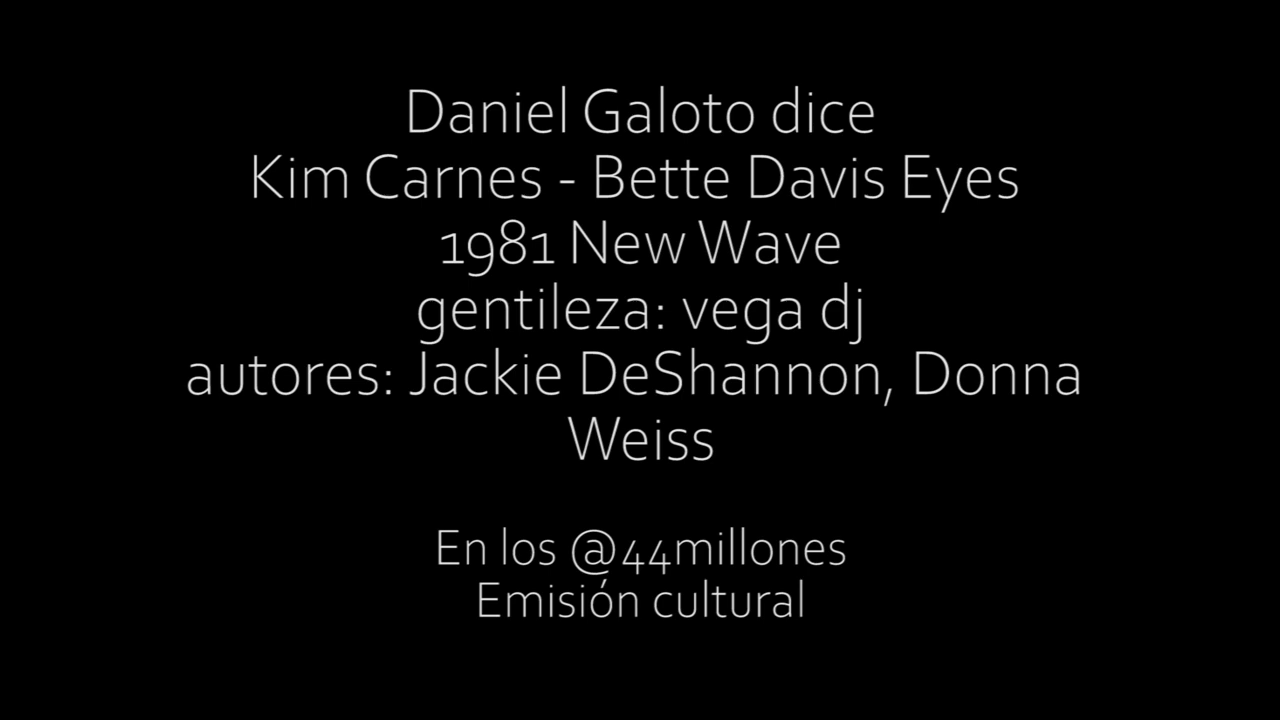 Daniel Galoto dice
Kim Carnes - Bette Davis Eyes
1981 New Wave
gentileza: vega dj
autores: Jackie DeShannon, Donna
Weiss
En los @44millones
Emisión cultural